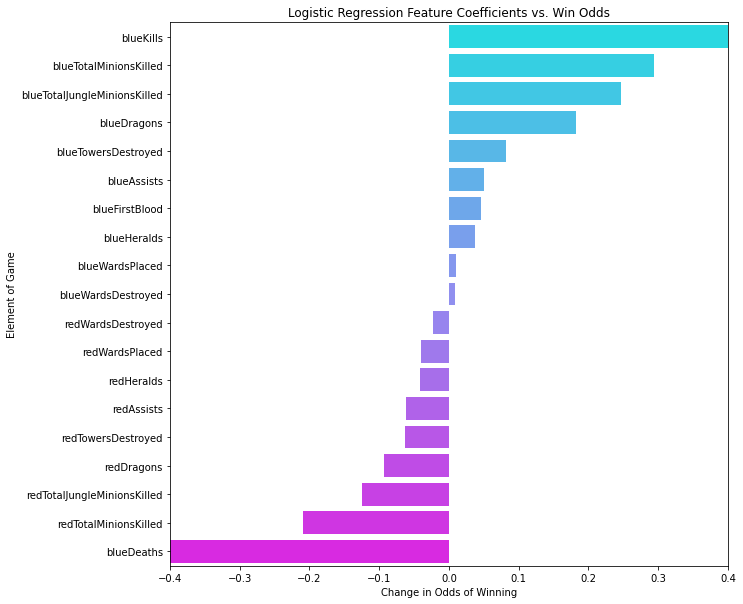 Logistic Regression Feature Coefficients vs. Win Odds
blueKills
blueTotalMinionsKilled
blueTotalJungleMinionsKilled
blueDragons
blueTowersDestroyed
blueAssists
blueFirstBlood
blueHeralds
blueWardsPlaced
blueWardsDestroyed
redWardsDestroyed
redWardsPlaced
redHeralds
redAssists
redTowersDestroyed
redDragons
redTotalJungleMinionsKilled
redTotalMinionsKilled
blueDeaths
Element of Game
−0.4 −0.3 −0.2 −0.1 0.0 0.1 0.2 0.3 0.4
Change in Odds of Winning